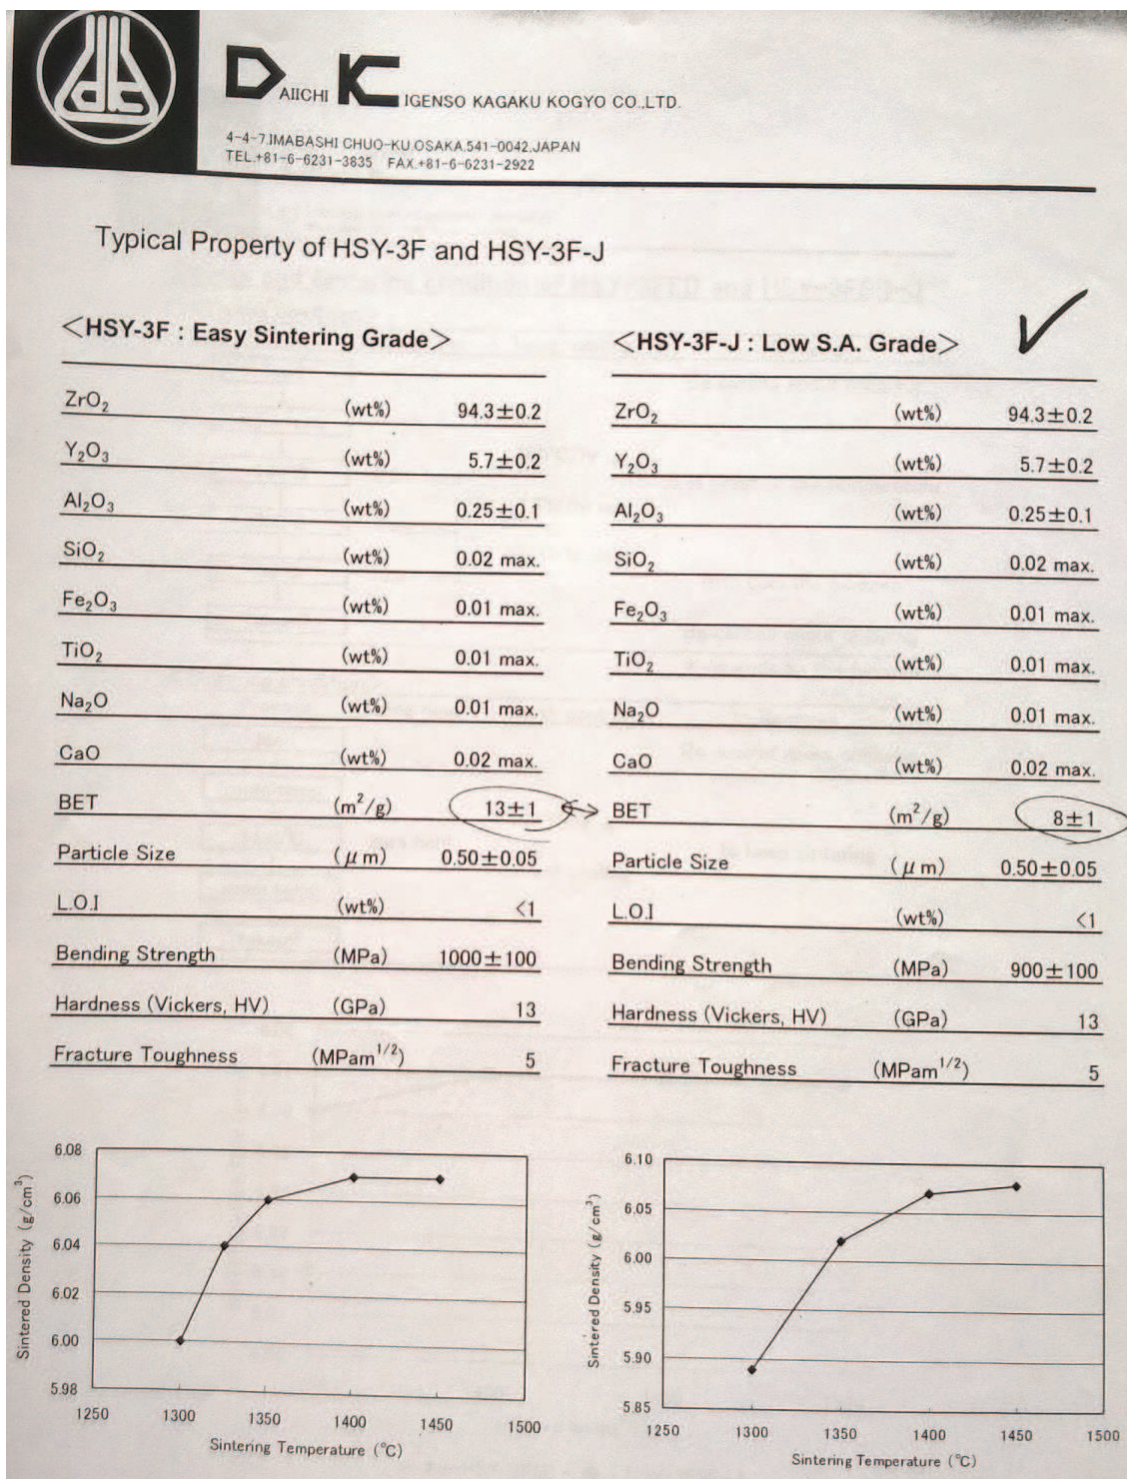 DAIICHI KIGENSO KAGAKU KOGYO CO.,LTD.
4-4-7.IMABASHI CHUO-KU.OSAKA.541-0042.JAPAN
TEL.+81-6-6231-3835 FAX.+81-6-6231-2922
Typical Property of HSY-3F and HSY-3F-J
<HSY-3F : Easy Sintering Grade>
ZrO₂ (wt%) 94.3±0.2
Y₂O₃ (wt%) 5.7±0.2
Al₂O₃ (wt%) 0.25±0.1
SiO₂ (wt%) 0.02 max.
Fe₂O₃ (wt%) 0.01 max.
TiO₂ (wt%) 0.01 max.
Na₂O (wt%) 0.01 max.
CaO (wt%) 0.02 max.
BET (m²/g) 13±1
Particle Size (μm) 0.50±0.05
L.O.I (wt%) <1
Bending Strength (MPa) 1000±100
Hardness (Vickers, HV) (GPa) 13
Fracture Toughness (MPam^1/2) 5
<HSY-3F-J : Low S.A. Grade>
ZrO₂ (wt%) 94.3±0.2
Y₂O₃ (wt%) 5.7±0.2
Al₂O₃ (wt%) 0.25±0.1
SiO₂ (wt%) 0.02 max.
Fe₂O₃ (wt%) 0.01 max.
TiO₂ (wt%) 0.01 max.
Na₂O (wt%) 0.01 max.
CaO (wt%) 0.02 max.
BET (m²/g) 8±1
Particle Size (μm) 0.50±0.05
L.O.I (wt%) <1
Bending Strength (MPa) 900±100
Hardness (Vickers, HV) (GPa) 13
Fracture Toughness (MPam^1/2) 5
Sintered Density (g/cm³)
6.08
6.06
6.04
6.02
6.00
5.98
1250 1300 1350 1400 1450 1500
Sintering Temperature (℃)
Sintered Density (g/cm³)
6.10
6.05
6.00
5.95
5.90
5.85
1250 1300 1350 1400 1450 1500
Sintering Temperature (℃)